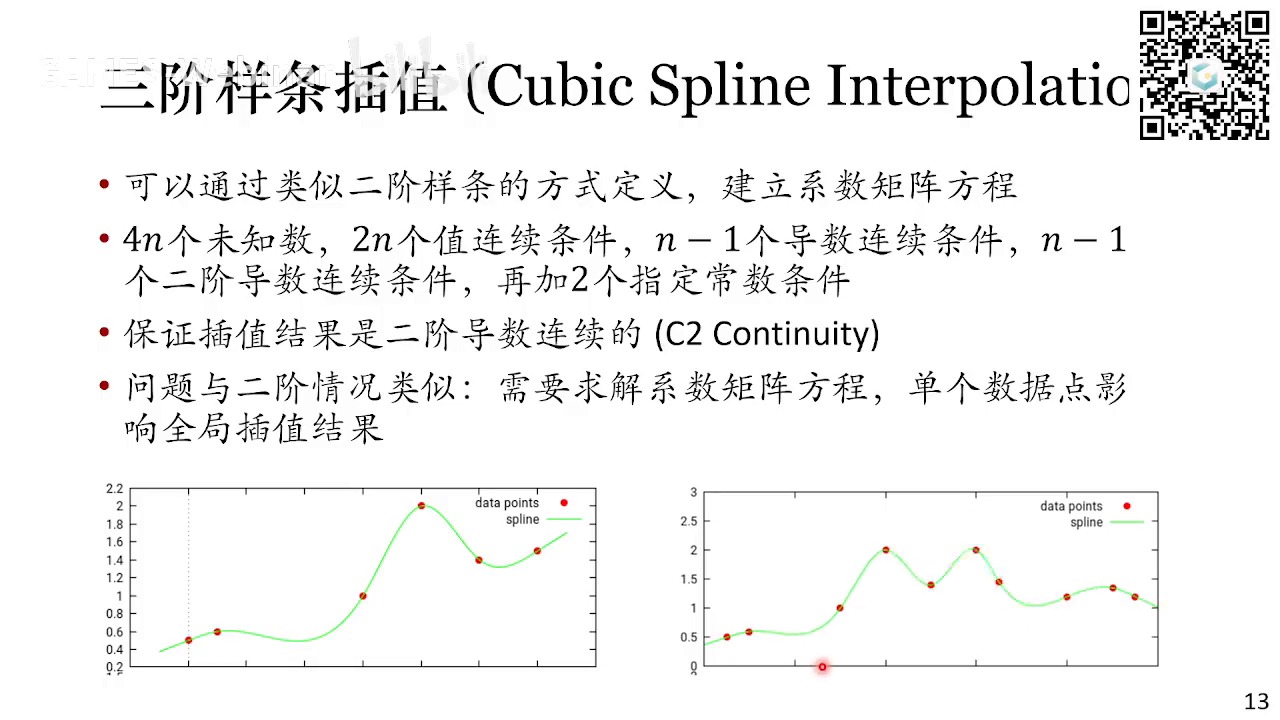 三阶样条插值 (Cubic Spline Interpolatio
• 可以通过类似二阶样条的方式定义，建立系数矩阵方程
• 4n个未知数，2n个值连续条件，n − 1个导数连续条件，n − 1
个二阶导数连续条件，再加2个指定常数条件
• 保证插值结果是二阶导数连续的 (C2 Continuity)
• 问题与二阶情况类似：需要求解系数矩阵方程，单个数据点影
响全局插值结果
2.2
2
1.8
1.6
1.4
1.2
1
0.8
0.6
0.4
0.2
data points
spline
3
2.5
2
1.5
1
0.5
0
data points
spline
13